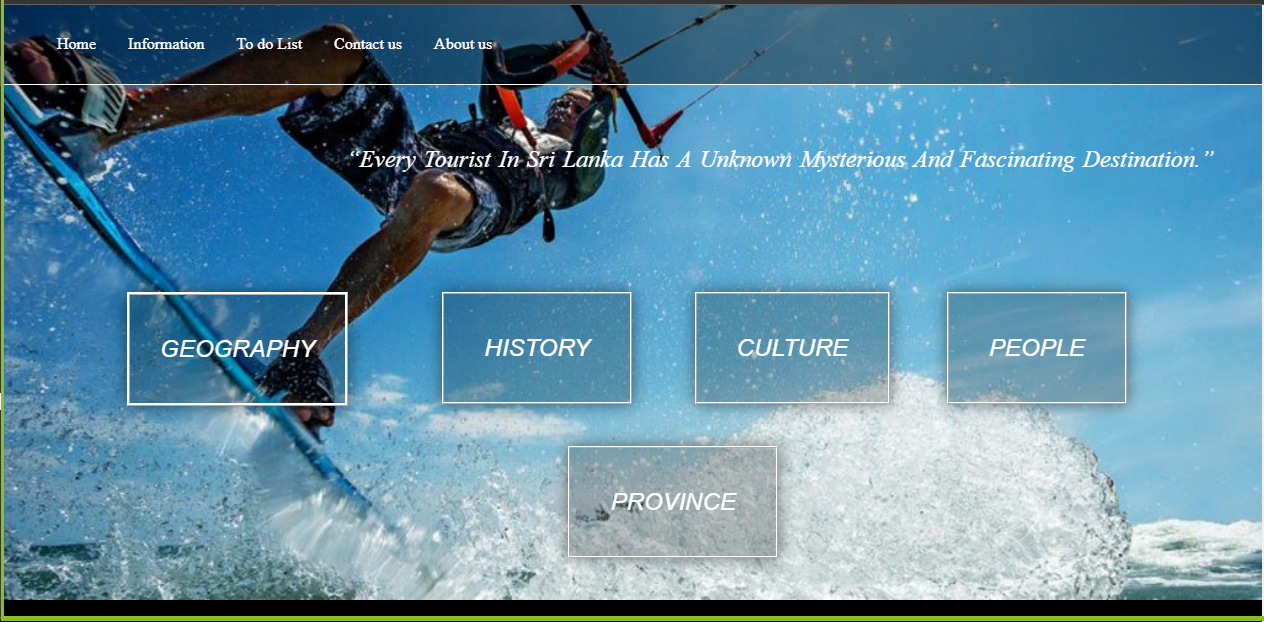 Home Information To do List Contact us About us
“Every Tourist In Sri Lanka Has A Unknown Mysterious And Fascinating Destination.”
GEOGRAPHY HISTORY CULTURE PEOPLE
PROVINCE